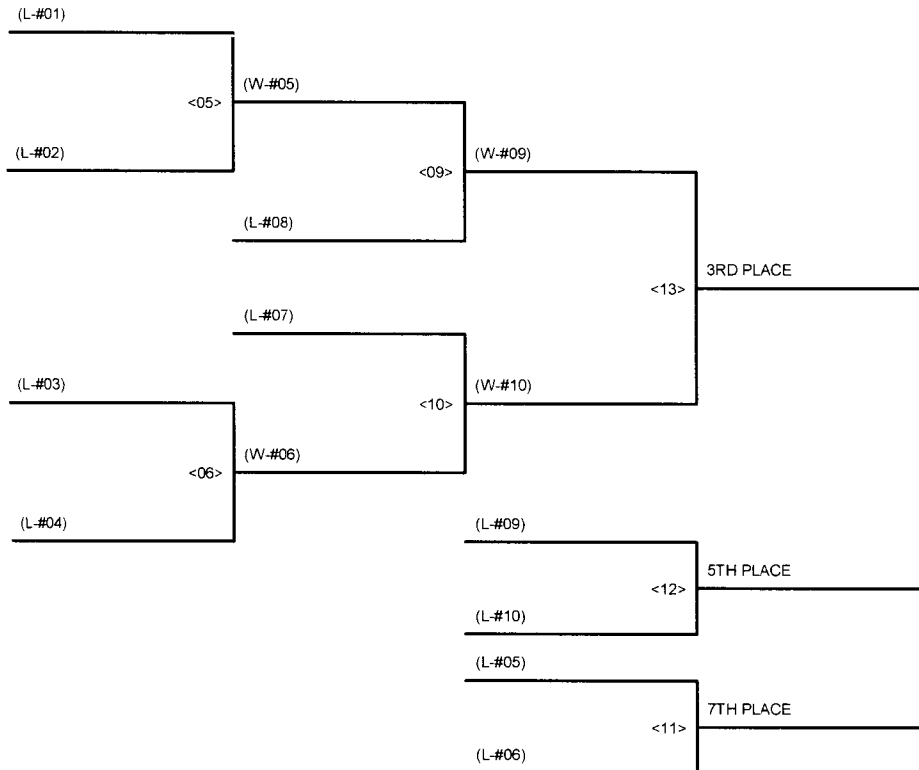 (L-#01)
(W-#05)
<05>
(L-#02)
(W-#09)
<09>
(L-#08)
3RD PLACE
<13>
(L-#07)
(L-#03)
(W-#10)
<10>
(W-#06)
<06>
(L-#04)
(L-#09)
5TH PLACE
<12>
(L-#10)
(L-#05)
7TH PLACE
<11>
(L-#06)